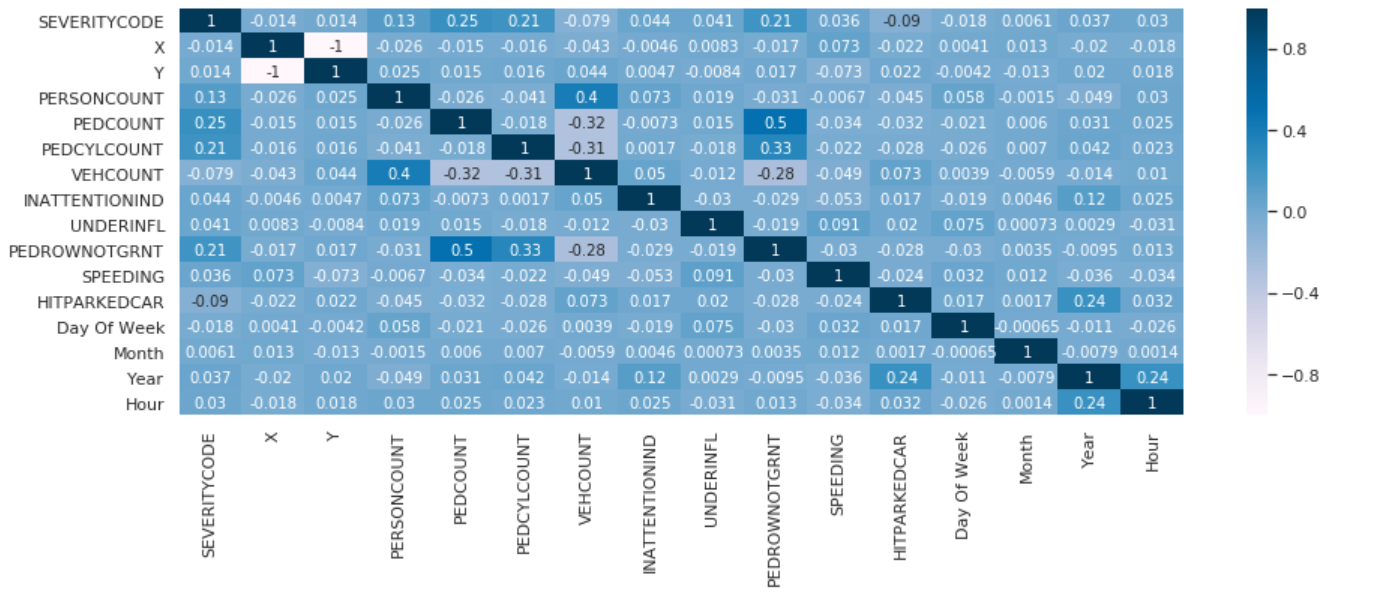 SEVERITYCODE 1 -0.014 0.014 0.13 0.25 0.21 -0.079 0.044 0.041 0.21 0.036 -0.09 -0.018 0.0061 0.037 0.03
X -0.014 1 -1 -0.026 -0.015 -0.016 -0.043 -0.0046 0.0083 -0.017 0.073 -0.022 0.0041 0.013 -0.02 -0.018
Y 0.014 -1 1 0.025 0.015 0.016 0.044 0.0047 -0.0084 0.017 -0.073 0.022 -0.0042 -0.013 0.02 0.018
PERSONCOUNT 0.13 -0.026 0.025 1 -0.026 -0.041 0.4 0.073 0.019 -0.031 -0.0067 -0.045 0.058 -0.0015 -0.049 0.03
PEDCOUNT 0.25 -0.015 0.015 -0.026 1 -0.018 -0.32 -0.0073 0.015 0.5 -0.034 -0.032 -0.021 0.006 0.031 0.025
PEDCYLCOUNT 0.21 -0.016 0.016 -0.041 -0.018 1 -0.31 0.0017 -0.018 0.33 -0.022 -0.028 -0.026 0.007 0.042 0.023
VEHCOUNT -0.079 -0.043 0.044 0.4 -0.32 -0.31 1 0.05 -0.012 -0.28 -0.049 0.073 0.0039 -0.0059 -0.014 0.01
INATTENTIONIND 0.044 -0.0046 0.0047 0.073 -0.0073 0.0017 0.05 1 -0.03 -0.029 -0.053 0.017 -0.019 0.0046 0.12 0.025
UNDERINFL 0.041 0.0083 -0.0084 0.019 0.015 -0.018 -0.012 -0.03 1 -0.019 0.091 0.02 0.075 0.00073 0.0029 -0.031
PEDROWNOTGRNT 0.21 -0.017 0.017 -0.031 0.5 0.33 -0.28 -0.029 -0.019 1 -0.03 -0.028 -0.03 0.0035 -0.0095 0.013
SPEEDING 0.036 0.073 -0.073 -0.0067 -0.034 -0.022 -0.049 -0.053 0.091 -0.03 1 -0.024 0.032 0.012 -0.036 -0.034
HITPARKEDCAR -0.09 -0.022 0.022 -0.045 -0.032 -0.028 0.073 0.017 0.02 -0.028 -0.024 1 0.017 0.0017 0.24 0.032
Day Of Week -0.018 0.0041 -0.0042 0.058 -0.021 -0.026 0.0039 -0.019 0.075 -0.03 0.032 0.017 1 -0.00065 -0.011 -0.026
Month 0.0061 0.013 -0.013 -0.0015 0.006 0.007 -0.0059 0.0046 0.00073 0.0035 0.012 0.0017 -0.00065 1 -0.0079 0.0014
Year 0.037 -0.02 0.02 -0.049 0.031 0.042 -0.014 0.12 0.0029 -0.0095 -0.036 0.24 -0.011 -0.0079 1 0.24
Hour 0.03 -0.018 0.018 0.03 0.025 0.023 0.01 0.025 -0.031 0.013 -0.034 0.032 -0.026 0.0014 0.24 1
SEVERITYCODE
X
Y
PERSONCOUNT
PEDCOUNT
PEDCYLCOUNT
VEHCOUNT
INATTENTIONIND
UNDERINFL
PEDROWNOTGRNT
SPEEDING
HITPARKEDCAR
Day Of Week
Month
Year
Hour
0.8
0.4
0.0
−0.4
−0.8